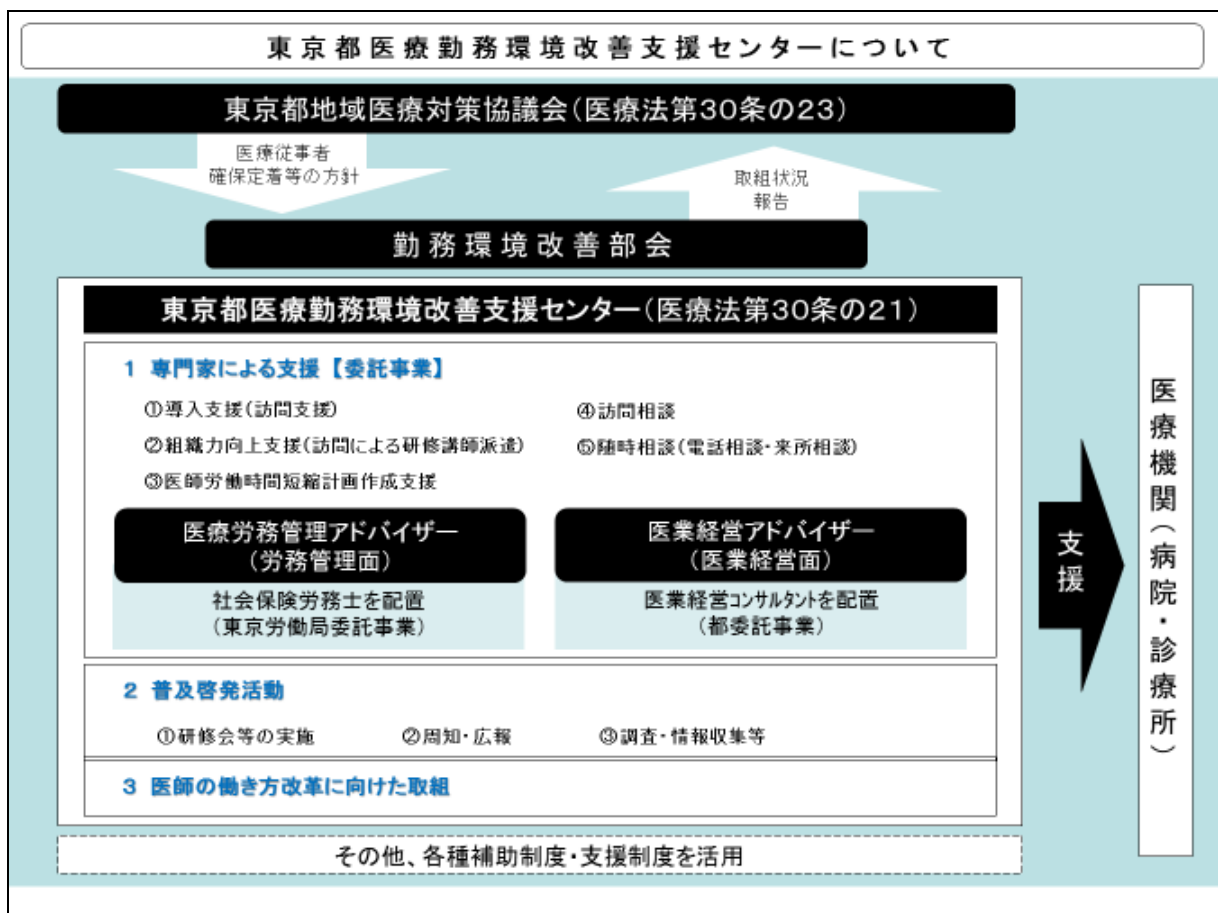 東京都医療勤務環境改善支援センターについて
東京都地域医療対策協議会(医療法第30条の23)
医療従事者
確保定着等の方針
取組状況
報告
勤務環境改善部会
東京都医療勤務環境改善支援センター(医療法第30条の21)
1 専門家による支援【委託事業】
①導入支援(訪問支援)
②組織力向上支援(訪問による研修講師派遣)
③医師労働時間短縮計画作成支援
④訪問相談
⑤随時相談(電話相談・来所相談)
医療労務管理アドバイザー
(労務管理面)
社会保険労務士を配置
(東京労働局委託事業)
医業経営アドバイザー
(医業経営面)
医業経営コンサルタントを配置
(都委託事業)
2 普及啓発活動
①研修会等の実施 ②周知・広報 ③調査・情報収集等
3 医師の働き方改革に向けた取組
その他、各種補助制度・支援制度を活用
支援
医療機関(病院・診療所)